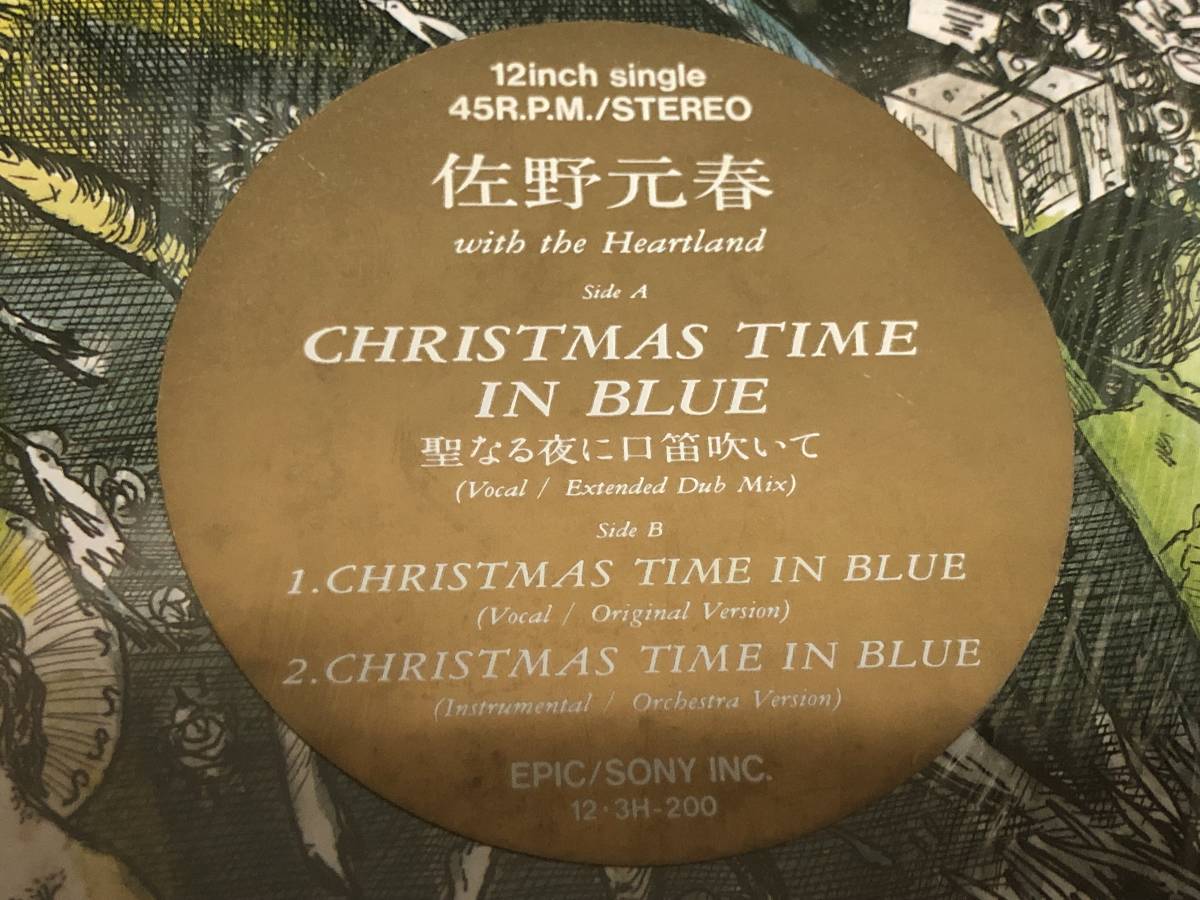 12inch single
45R.P.M./STEREO
佐野元春
with the Heartland
Side A
CHRISTMAS TIME
IN BLUE
聖なる夜に口笛吹いて
(Vocal / Extended Dub Mix)
Side B
1.CHRISTMAS TIME IN BLUE
(Vocal / Original Version)
2.CHRISTMAS TIME IN BLUE
(Instrumental / Orchestra Version)
EPIC/SONY INC.
12・3H-200